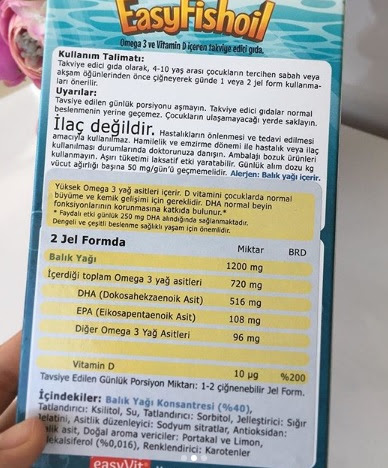 EasyFishoil
Omega 3 ve Vitamin D içeren takviye edici gıda.
Kullanım Talimatı:
Takviye edici gıda olarak, 4-10 yaş arası çocukların tercihen sabah veya
akşam öğünlerinden önce çiğneyerek günde 1 veya 2 jel form kullanma-
ları önerilir.
Uyarılar:
Tavsiye edilen günlük porsiyonu aşmayın. Takviye edici gıdalar normal
beslenmenin yerine geçemez. Çocukların ulaşamayacağı yerde saklayın.
İlaç değildir. Hastalıkların önlenmesi ve tedavi edilmesi
amacıyla kullanılmaz. Hamilelik ve emzirme dönemi ile hastalık veya ilaç
kullanılması durumlarında doktorunuza danışın. Ambalajı bozuk ürünleri
kullanmayın. Aşırı tüketimi laksatif etki yaratabilir. Günlük alım dozu kg
vücut ağırlığı başına 50 mg/gün'ü geçmemelidir. Alerjen: Balık yağı içerir.
Yüksek Omega 3 yağ asitleri içerir. D vitamini çocuklarda normal
büyüme ve kemik gelişimi için gereklidir. DHA normal beyin
fonksiyonlarının korunmasına katkıda bulunur.*
* Faydalı etki günlük 250 mg DHA alındığında sağlanmaktadır.
Dengeli ve çeşitli beslenme sağlıklı yaşam için önemlidir.
2 Jel Formda Miktar BRD
Balık Yağı 1200 mg
İçerdiği toplam Omega 3 yağ asitleri 720 mg
DHA (Dokosahekzaenoik Asit) 516 mg
EPA (Eikosapentaenoik Asit) 108 mg
Diğer Omega 3 Yağ Asitleri 96 mg
Vitamin D 10 µg %200
Tavsiye Edilen Günlük Porsiyon Miktarı: 1-2 çiğnenebilir Jel Form.
İçindekiler: Balık Yağı Konsantresi (%40),
Tatlandırıcı: Ksilitol, Su, Tatlandırıcı: Sorbitol, Jelleştirici: Sığır
Jelatini, Asitlik düzenleyici: Sodyum sitratlar, Antioksidan:
asit, Doğal aroma vericiler: Portakal ve Limon,
lekalsiferol (%0,016), Renklendirici: Karotenler
easyVit